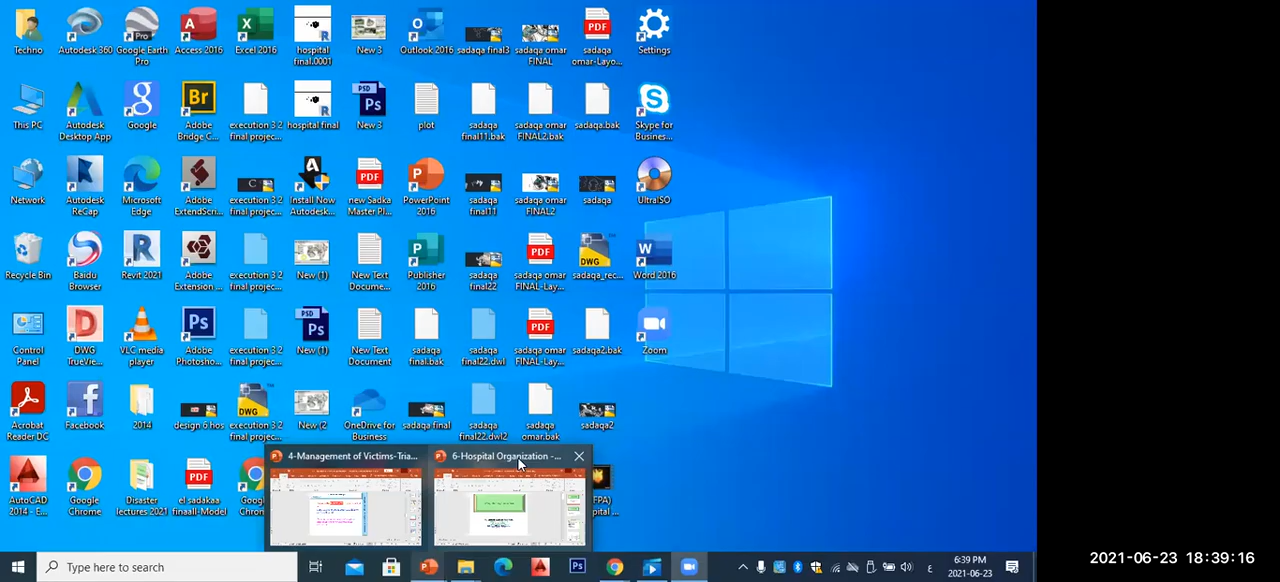 Techno
Autodesk 360
Google Earth
Pro
Access 2016
Excel 2016
hospital
final.0001
New 3
Outlook 2016
sadaqa final3
sadaqa omar
FINAL
sadaqa
omar-Layo...
Settings
This PC
Autodesk
Desktop App
Google
Adobe
Bridge C...
execution 3 2
final projec...
hospital final
New 3
plot
sadaqa
final11.bak
sadaqa omar
FINAL2.bak
sadaqa.bak
Skype for
Busines...
Network
Autodesk
ReCap
Microsoft
Edge
Adobe
ExtendScri...
execution 3 2
final projec...
Install Now
Autodesk...
new Sadka
Master Pl...
PowerPoint
2016
sadaqa
final11
sadaqa omar
FINAL2
sadaqa
UltraISO
Recycle Bin
Baidu
Browser
Revit 2021
Adobe
Extension ...
execution 3 2
final projec...
New (1)
New Text
Docume...
Publisher
2016
sadaqa
final22
sadaqa omar
FINAL-Lay...
sadaqa_rec...
Word 2016
Control
Panel
DWG
TrueVie...
VLC media
player
Adobe
Photosho...
execution 3 2
final projec...
New (1)
New Text
Document
sadaqa
final.bak
sadaqa
final22.dwl
sadaqa omar
FINAL-Lay...
sadaqa2.bak
Zoom
Acrobat
Reader DC
Facebook
2014
design 6 hos
execution 3 2
final projec...
New (2
OneDrive for
Business
sadaqa final
sadaqa
final22.dwl2
sadaqa
omar.bak
sadaqa2
AutoCAD
2014 - E...
Google
Chrome
Disaster
lectures 2021
el sadakaa
finaall-Model
4-Management of Victims-Tria...
6-Hospital Organization -...
Type here to search
6:39 PM
2021-06-23
2021-06-23 18:39:16